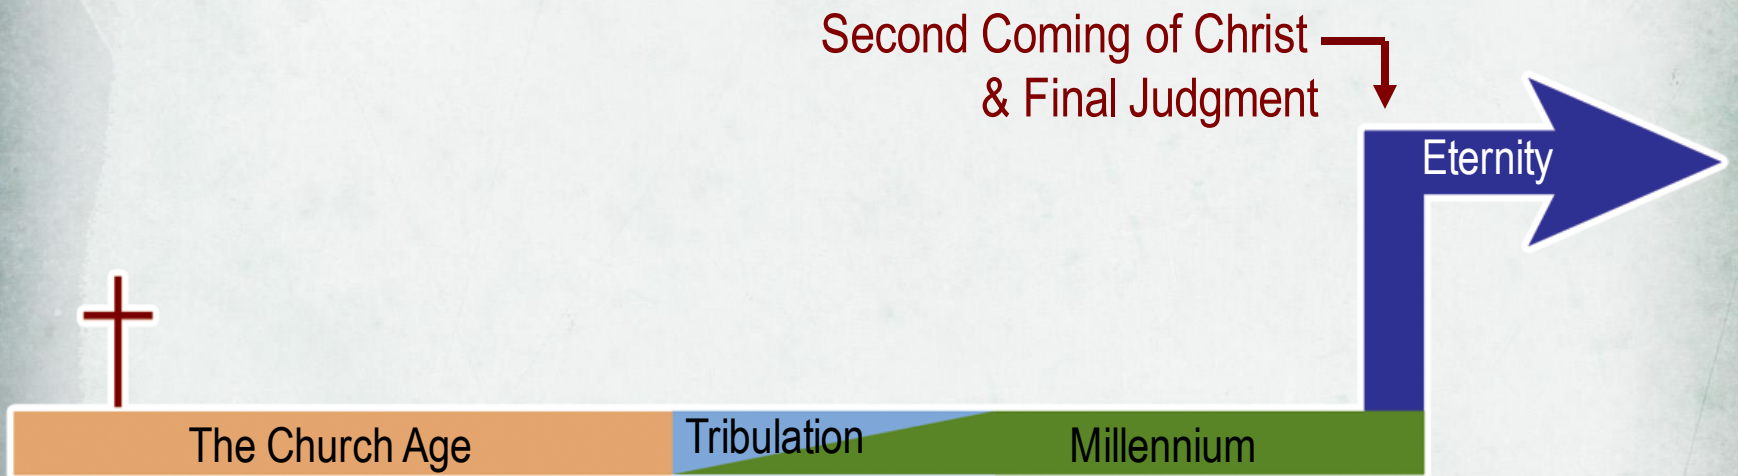 Second Coming of Christ
& Final Judgment
Eternity
The Church Age
Tribulation
Millennium